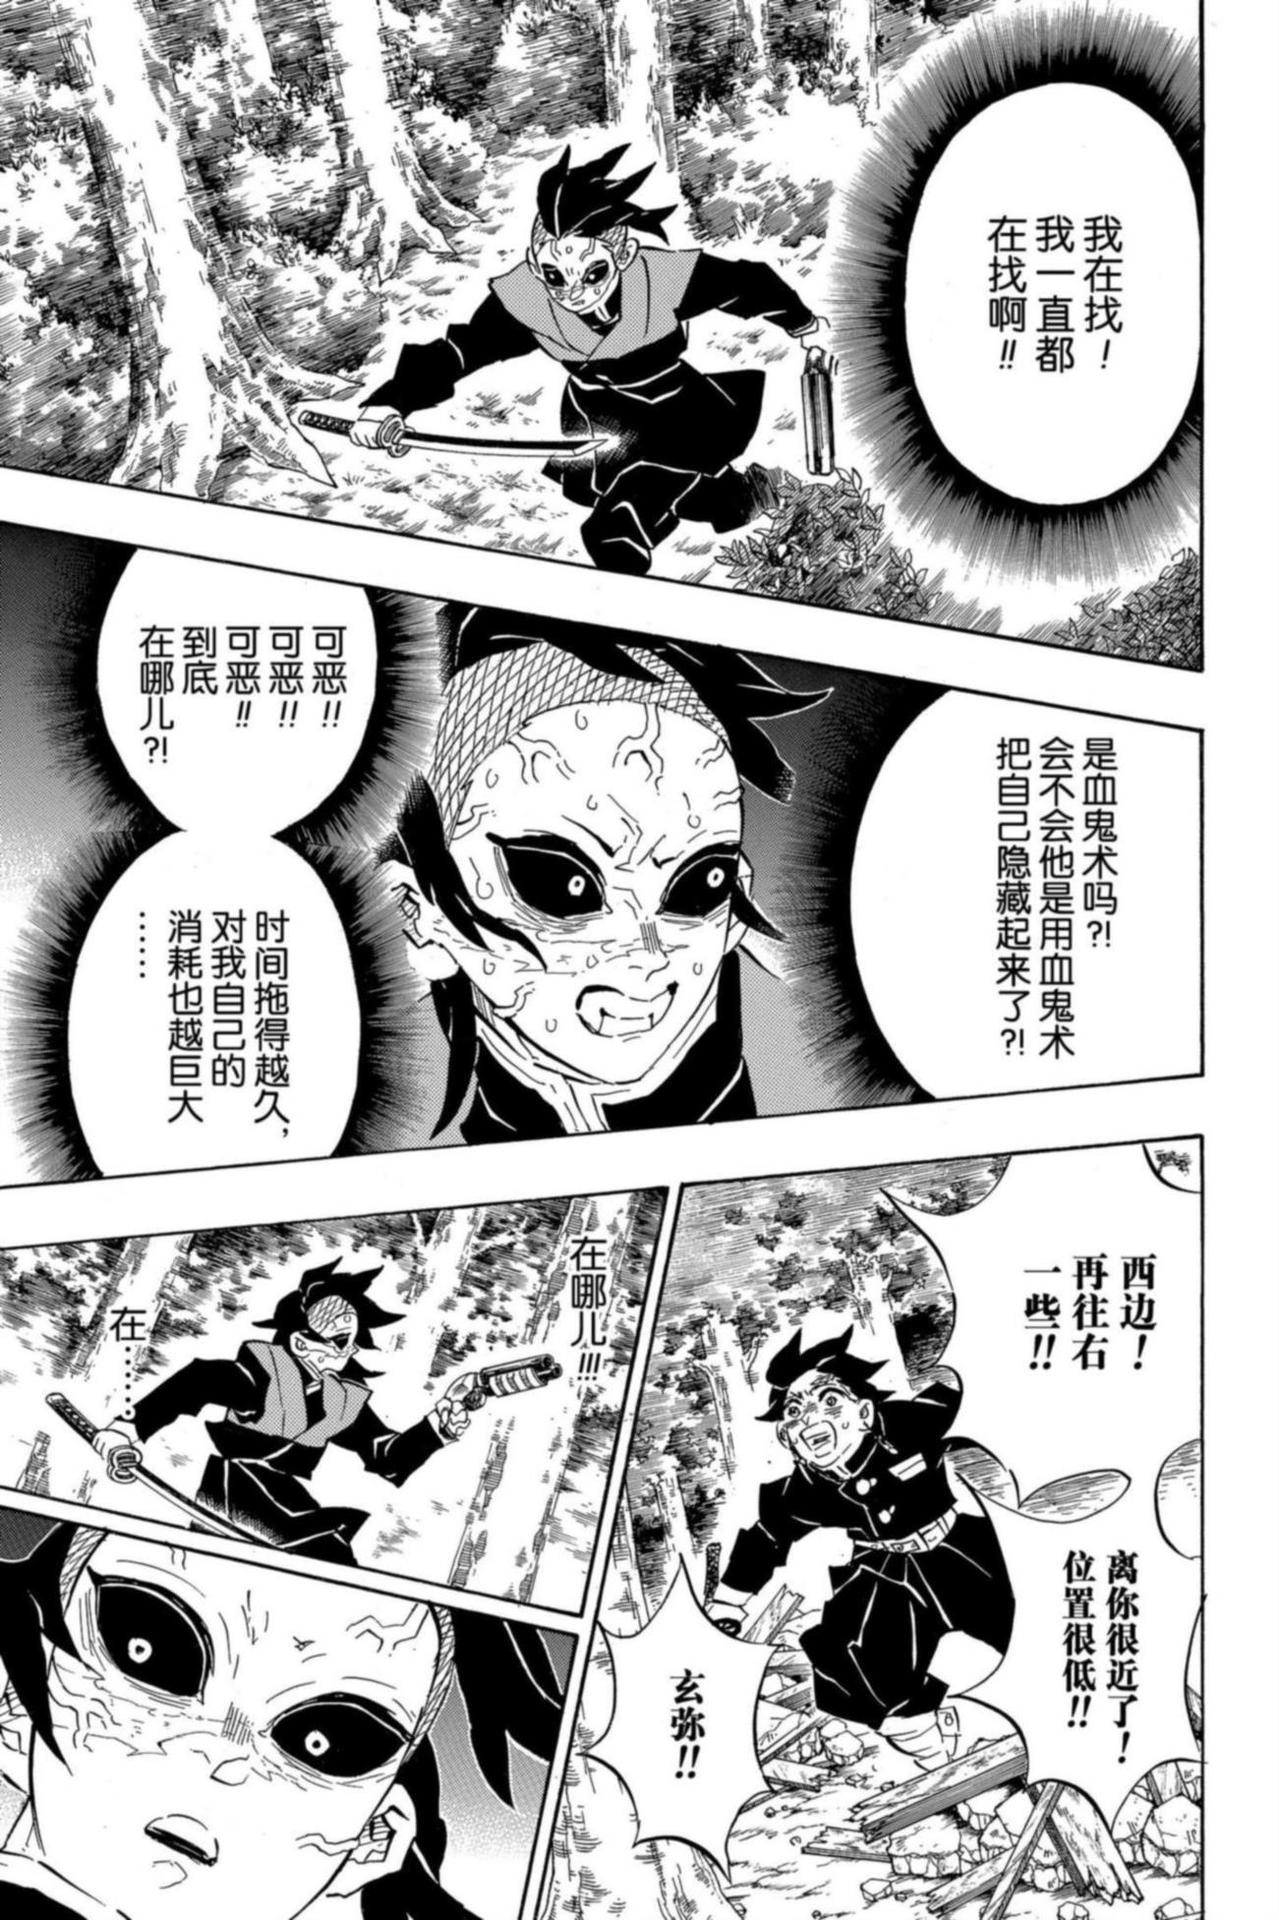 我在找！
我一直都
在找啊!!
是血鬼术吗?!
会不会他是用血鬼术
把自己隐藏起来了?!
可恶!!
可恶!!
可恶!!
到底
在哪儿?!
时间拖得越久，
对我自己的
消耗也越巨大
……
西边！
再往右
一些!!
离你很近了！
位置很低!!
玄弥!!
在哪儿!!!
在……